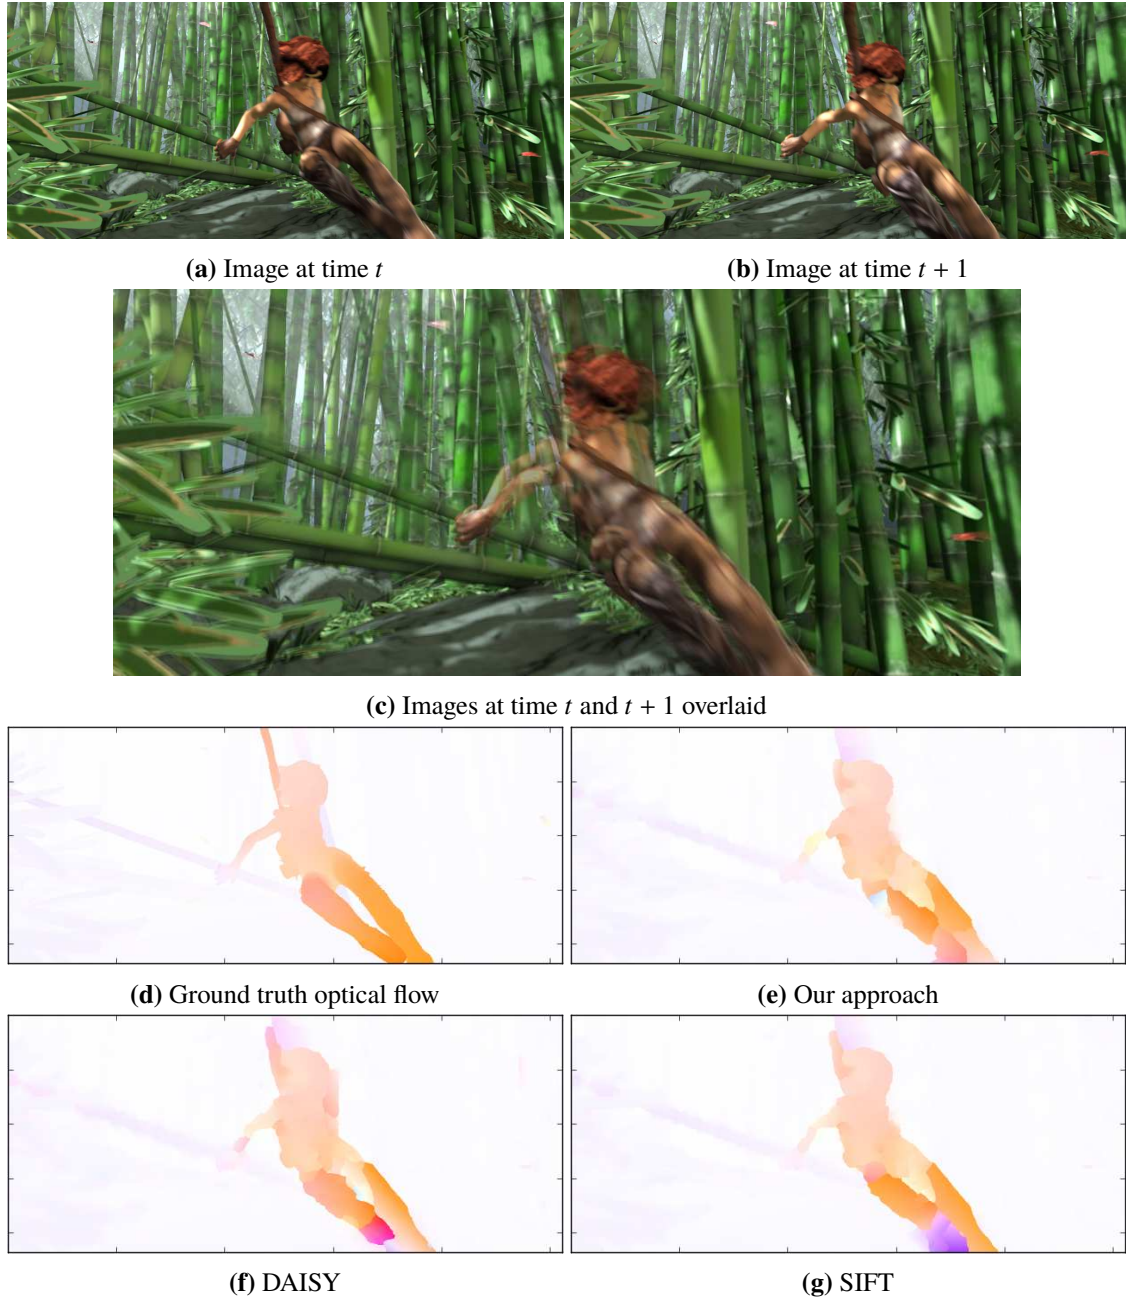 (a) Image at time t
(b) Image at time t + 1
(c) Images at time t and t + 1 overlaid
(d) Ground truth optical flow
(e) Our approach
(f) DAISY
(g) SIFT